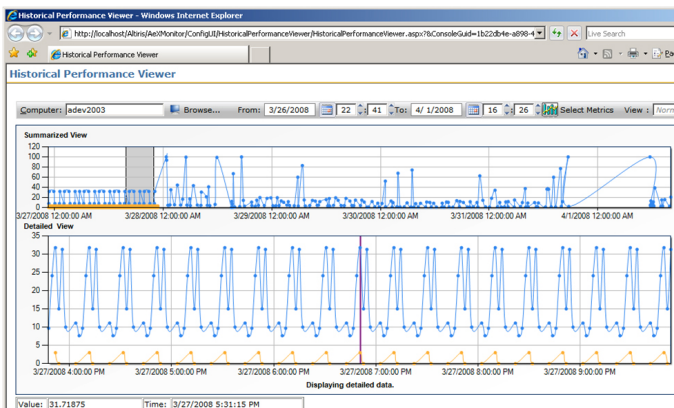 Historical Performance Viewer - Windows Internet Explorer
http://localhost/Altiris/AeXMonitor/ConfigUI/HistoricalPerformanceViewer/HistoricalPerformanceViewer.aspx?&ConsoleGuid=1b22db4e-a898-4
Live Search
Historical Performance Viewer
Historical Performance Viewer
Computer: adev2003 Browse... From: 3/26/2008 22 : 41 To: 4/ 1/2008 16 : 26 Select Metrics View : Norm
Summarized View
120
100
80
60
40
20
0
3/27/2008 12:00:00 AM 3/28/2008 12:00:00 AM 3/29/2008 12:00:00 AM 3/30/2008 12:00:00 AM 3/31/2008 12:00:00 AM 4/1/2008 12:00:00 AM
Detailed View
35
30
25
20
15
10
5
0
3/27/2008 4:00:00 PM 3/27/2008 5:00:00 PM 3/27/2008 6:00:00 PM 3/27/2008 7:00:00 PM 3/27/2008 8:00:00 PM 3/27/2008 9:00:00 PM
Displaying detailed data.
Value: 31.71875 Time: 3/27/2008 5:31:15 PM